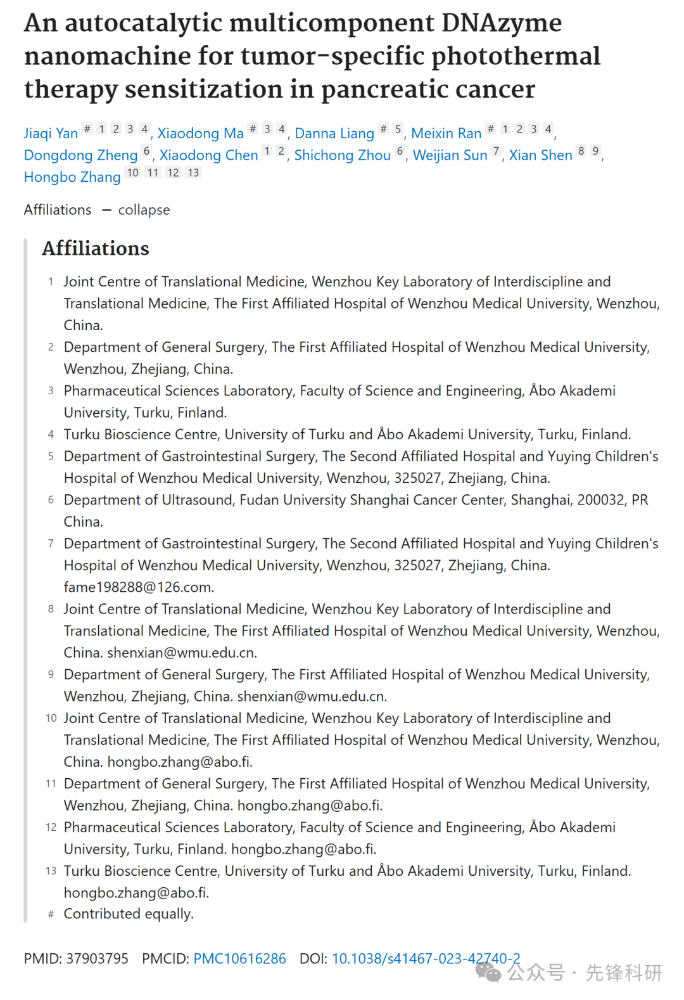 An autocatalytic multicomponent DNAzyme
nanomachine for tumor-specific photothermal
therapy sensitization in pancreatic cancer
Jiaqi Yan # 1 2 3 4, Xiaodong Ma # 3 4, Danna Liang # 5, Meixin Ran # 1 2 3 4,
Dongdong Zheng 6, Xiaodong Chen 1 2, Shichong Zhou 6, Weijian Sun 7, Xian Shen 8 9,
Hongbo Zhang 10 11 12 13
Affiliations — collapse
Affiliations
1 Joint Centre of Translational Medicine, Wenzhou Key Laboratory of Interdiscipline and
Translational Medicine, The First Affiliated Hospital of Wenzhou Medical University, Wenzhou,
China.
2 Department of General Surgery, The First Affiliated Hospital of Wenzhou Medical University,
Wenzhou, Zhejiang, China.
3 Pharmaceutical Sciences Laboratory, Faculty of Science and Engineering, Åbo Akademi
University, Turku, Finland.
4 Turku Bioscience Centre, University of Turku and Åbo Akademi University, Turku, Finland.
5 Department of Gastrointestinal Surgery, The Second Affiliated Hospital and Yuying Children's
Hospital of Wenzhou Medical University, Wenzhou, 325027, Zhejiang, China.
6 Department of Ultrasound, Fudan University Shanghai Cancer Center, Shanghai, 200032, PR
China.
7 Department of Gastrointestinal Surgery, The Second Affiliated Hospital and Yuying Children's
Hospital of Wenzhou Medical University, Wenzhou, 325027, Zhejiang, China.
fame198288@126.com.
8 Joint Centre of Translational Medicine, Wenzhou Key Laboratory of Interdiscipline and
Translational Medicine, The First Affiliated Hospital of Wenzhou Medical University, Wenzhou,
China. shenxian@wmu.edu.cn.
9 Department of General Surgery, The First Affiliated Hospital of Wenzhou Medical University,
Wenzhou, Zhejiang, China. shenxian@wmu.edu.cn.
10 Joint Centre of Translational Medicine, Wenzhou Key Laboratory of Interdiscipline and
Translational Medicine, The First Affiliated Hospital of Wenzhou Medical University, Wenzhou,
China. hongbo.zhang@abo.fi.
11 Department of General Surgery, The First Affiliated Hospital of Wenzhou Medical University,
Wenzhou, Zhejiang, China. hongbo.zhang@abo.fi.
12 Pharmaceutical Sciences Laboratory, Faculty of Science and Engineering, Åbo Akademi
University, Turku, Finland. hongbo.zhang@abo.fi.
13 Turku Bioscience Centre, University of Turku and Åbo Akademi University, Turku, Finland.
hongbo.zhang@abo.fi.
# Contributed equally.
PMID: 37903795 PMCID: PMC10616286 DOI: 10.1038/s41467-023-42740-2
公众号 · 先锋科研